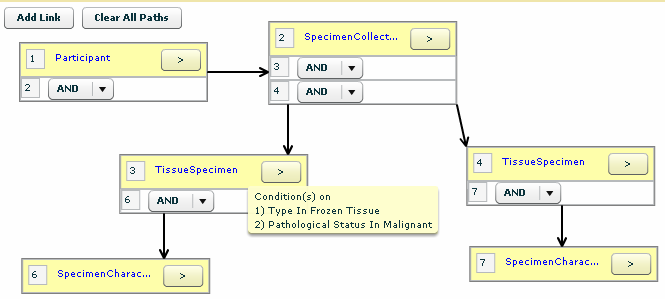 Add Link
Clear All Paths
1 Participant >
2 AND
2 SpecimenCollect... >
3 AND
4 AND
3 TissueSpecimen >
6 AND
Condition(s) on
1) Type In Frozen Tissue
2) Pathological Status In Malignant
4 TissueSpecimen >
7 AND
6 SpecimenCharac... >
7 SpecimenCharac... >